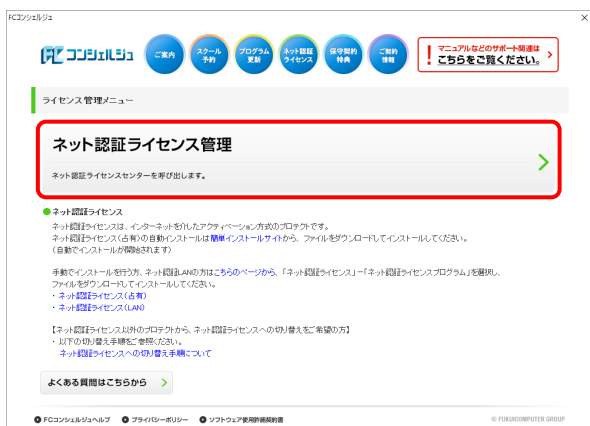 FCコンシェルジュ
×
FC コンシェルジュ
ご案内
スクール
予約
プログラム
更新
ネット認証
ライセンス
保守契約
特典
ご契約
情報
!
マニュアルなどのサポート関連は
こちらをご覧ください。
ライセンス管理メニュー
ネット認証ライセンス管理
ネット認証ライセンスセンターを呼び出します。
●ネット認証ライセンス
ネット認証ライセンスは、インターネットを介したアクティベーション方式のプロテクトです。
ネット認証ライセンス(占有)の自動インストールは簡単インストールサイトから、ファイルをダウンロードしてインストールしてください。
(自動でインストールが開始されます)
手動でインストールを行う方、ネット認証LANの方はこちらのページから、「ネット認証ライセンス」-「ネット認証ライセンスプログラム」を選択し、
ファイルをダウンロードしてインストールしてください。
・ネット認証ライセンス(占有)
・ネット認証ライセンス(LAN)
【ネット認証ライセンス以外のプロテクトから、ネット認証ライセンスへの切り替えをご希望の方】
・以下の切り替え手順をご参照ください。
ネット認証ライセンスへの切り替え手順について
よくある質問はこちらから
FCコンシェルジュヘルプ プライバシーポリシー ソフトウェア使用許諾契約書 © FUKUICOMPUTER GROUP